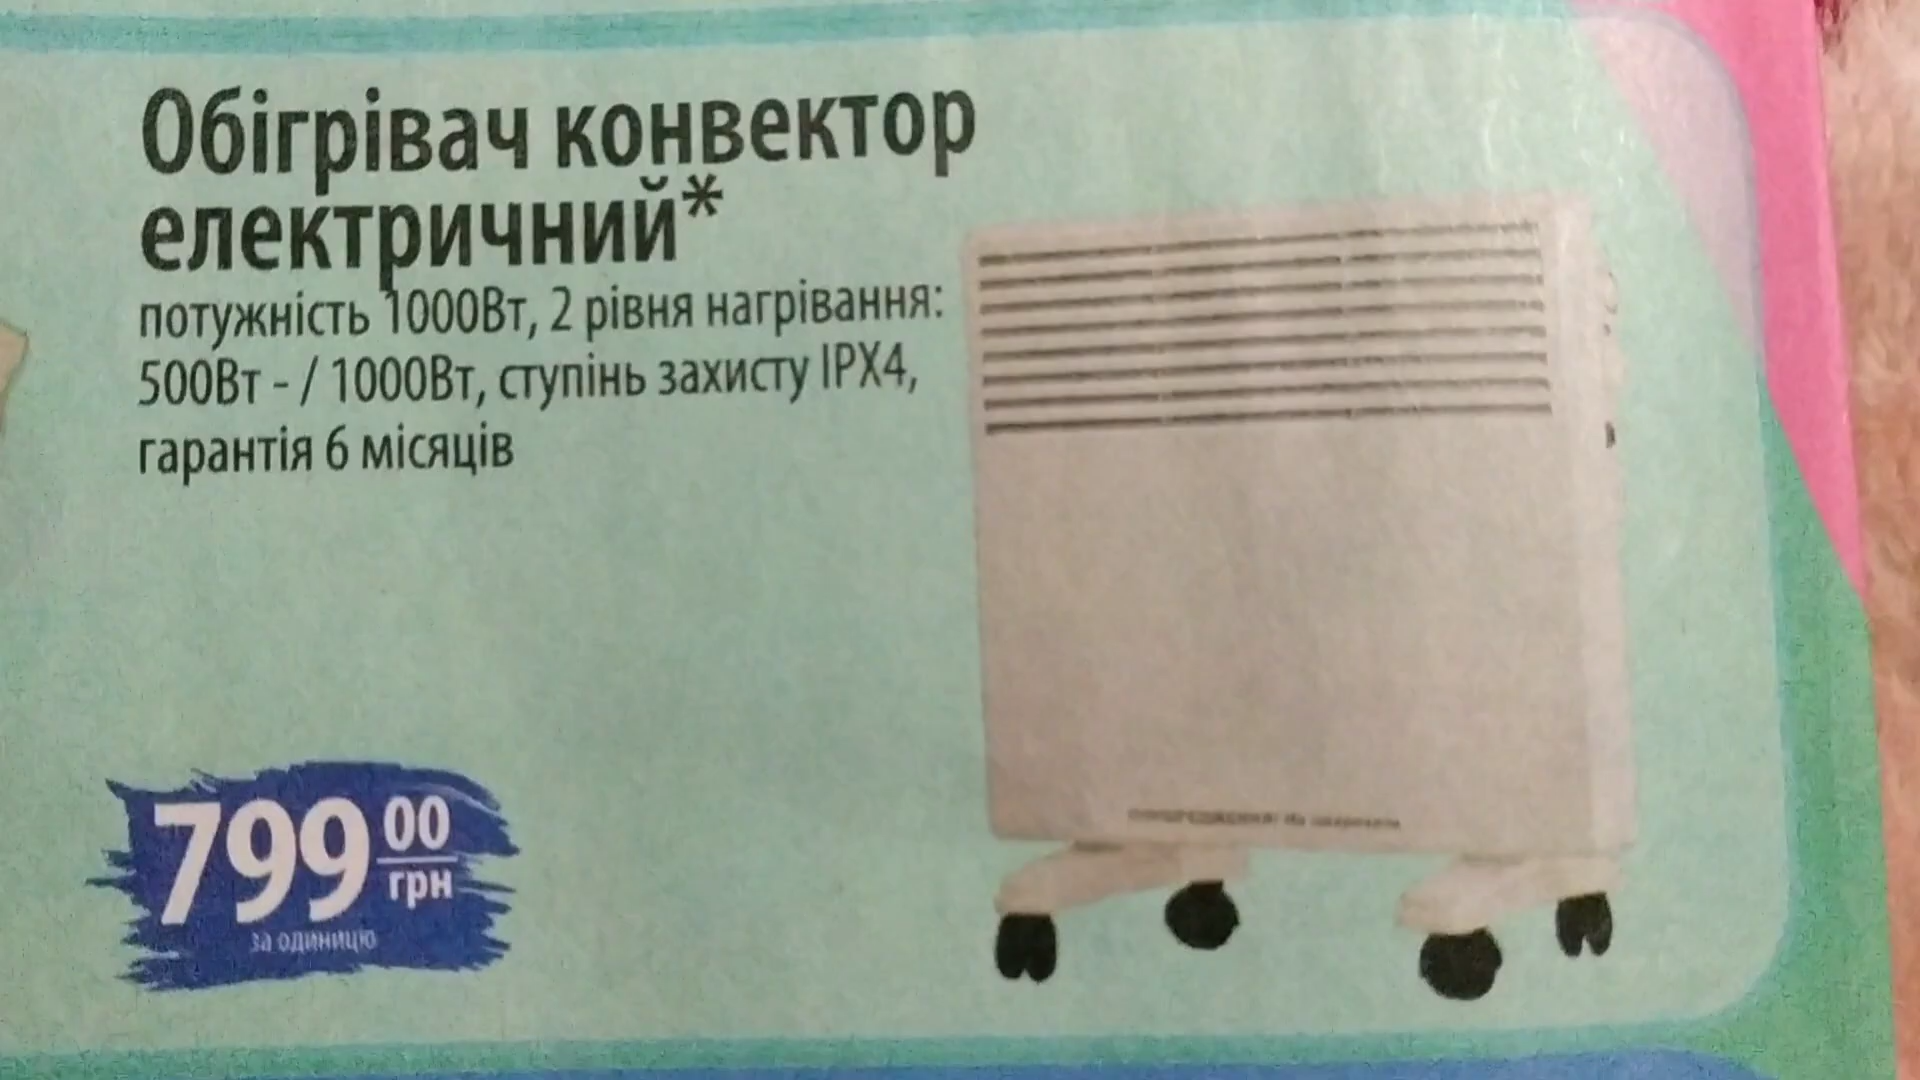 Обігрівач конвектор
електричний*
потужність 1000Вт, 2 рівня нагрівання:
500Вт - / 1000Вт, ступінь захисту IPX4,
гарантія 6 місяців
799 00
грн
за одиницю